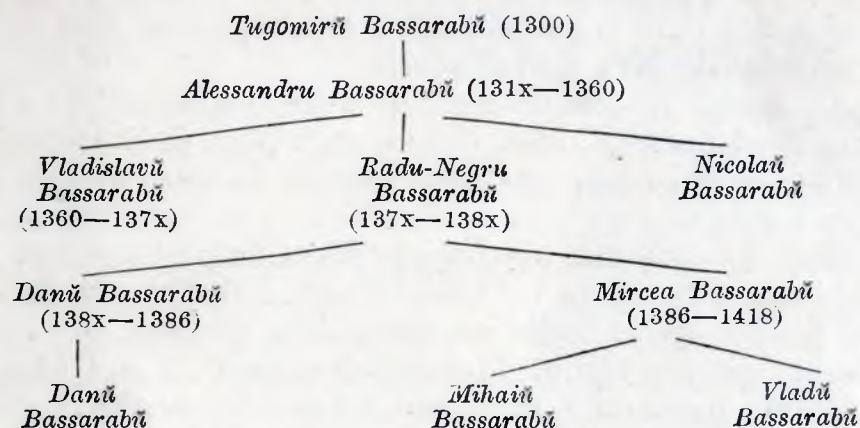 Tugomirŭ Bassarabŭ (1300)
Alessandru Bassarabŭ (131x—1360)
Vladislavŭ
Bassarabŭ
(1360—137x)
Radu-Negru
Bassarabŭ
(137x—138x)
Nicolaŭ
Bassarabŭ
Danŭ Bassarabŭ
(138x—1386)
Mircea Bassarabŭ
(1386—1418)
Danŭ
Bassarabŭ
Mihaiŭ
Bassarabŭ
Vladŭ
Bassarabŭ